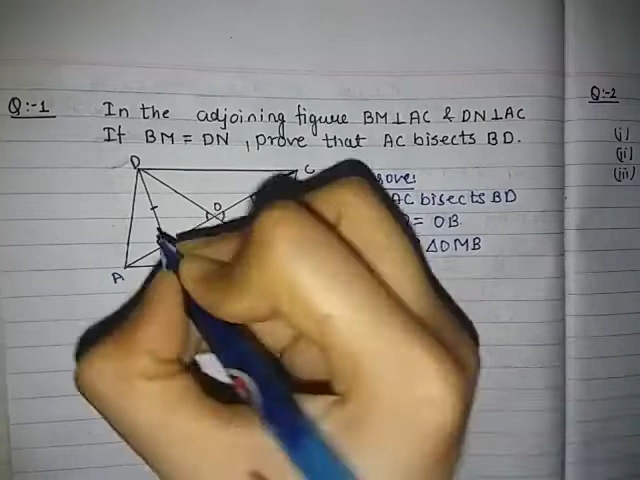 Q:-1
In the adjoining figure BM⊥AC & DN⊥AC
If BM = DN , prove that AC bisects BD.
D
C
O
A
AC bisects BD
= OB
ΔOMB
Q:-2
(i)
(ii)
(iii)